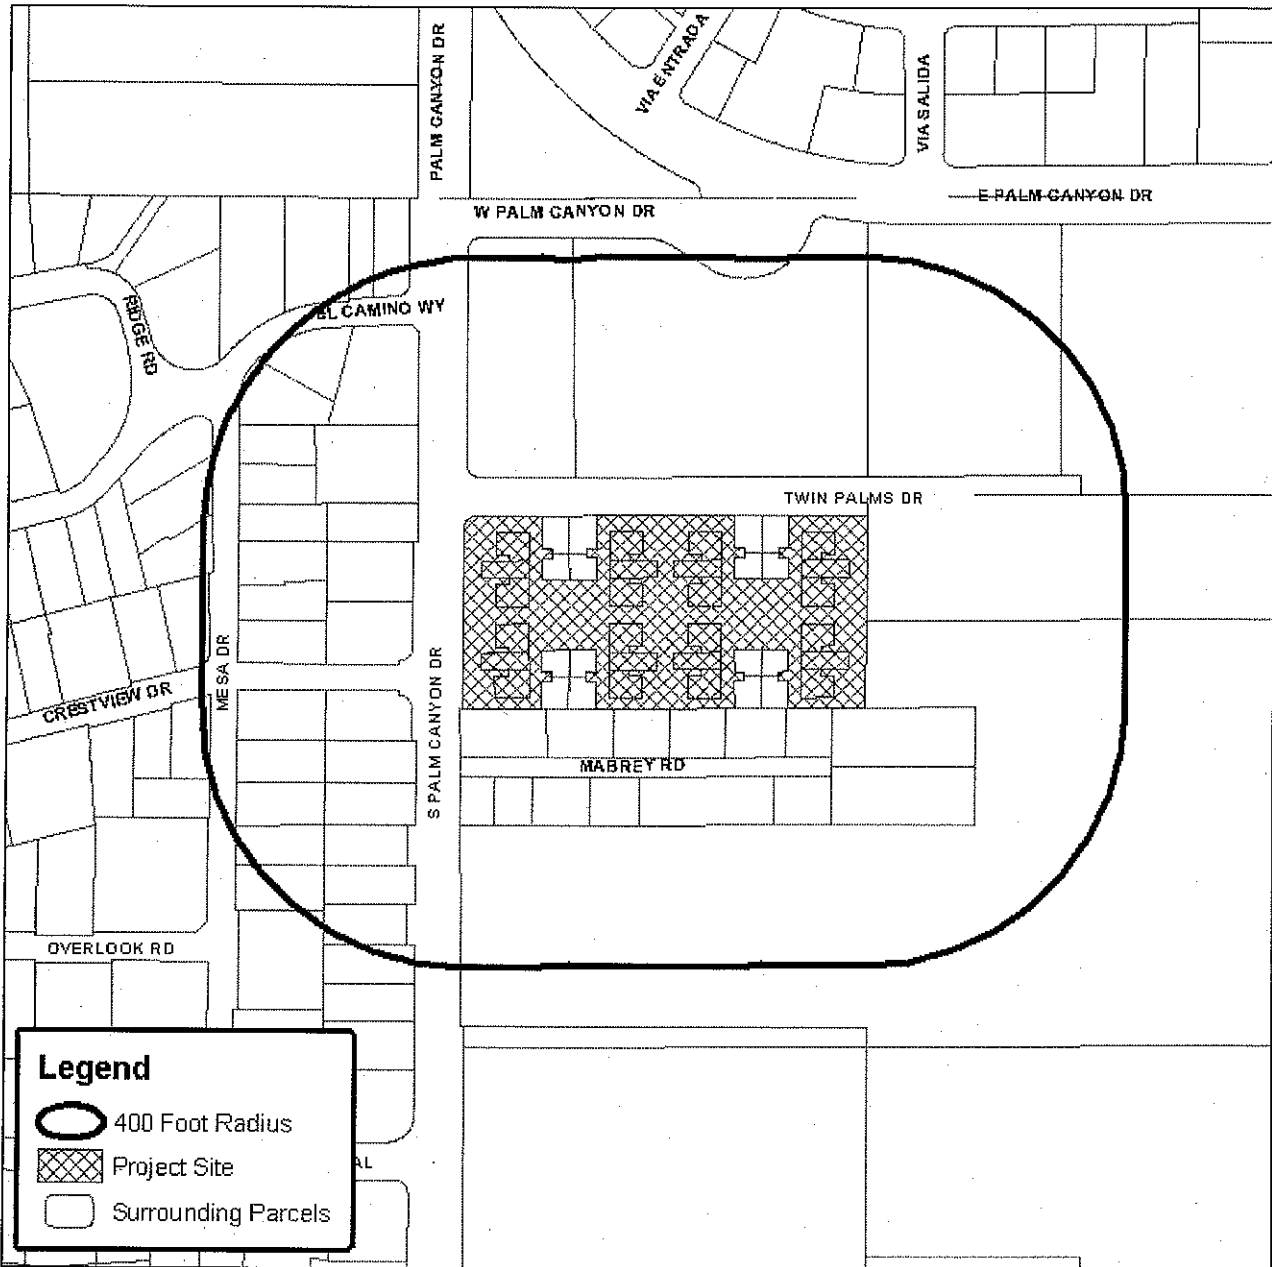 PALM CANYON DR
VIA ENTRADA
VIA SALIDA
W PALM CANYON DR
E PALM CANYON DR
RIDGE RD
EL CAMINO WY
TWIN PALMS DR
MESA DR
CRESTVIEW DR
S PALM CANYON DR
MABREY RD
OVERLOOK RD
Legend
400 Foot Radius
Project Site
AL
Surrounding Parcels